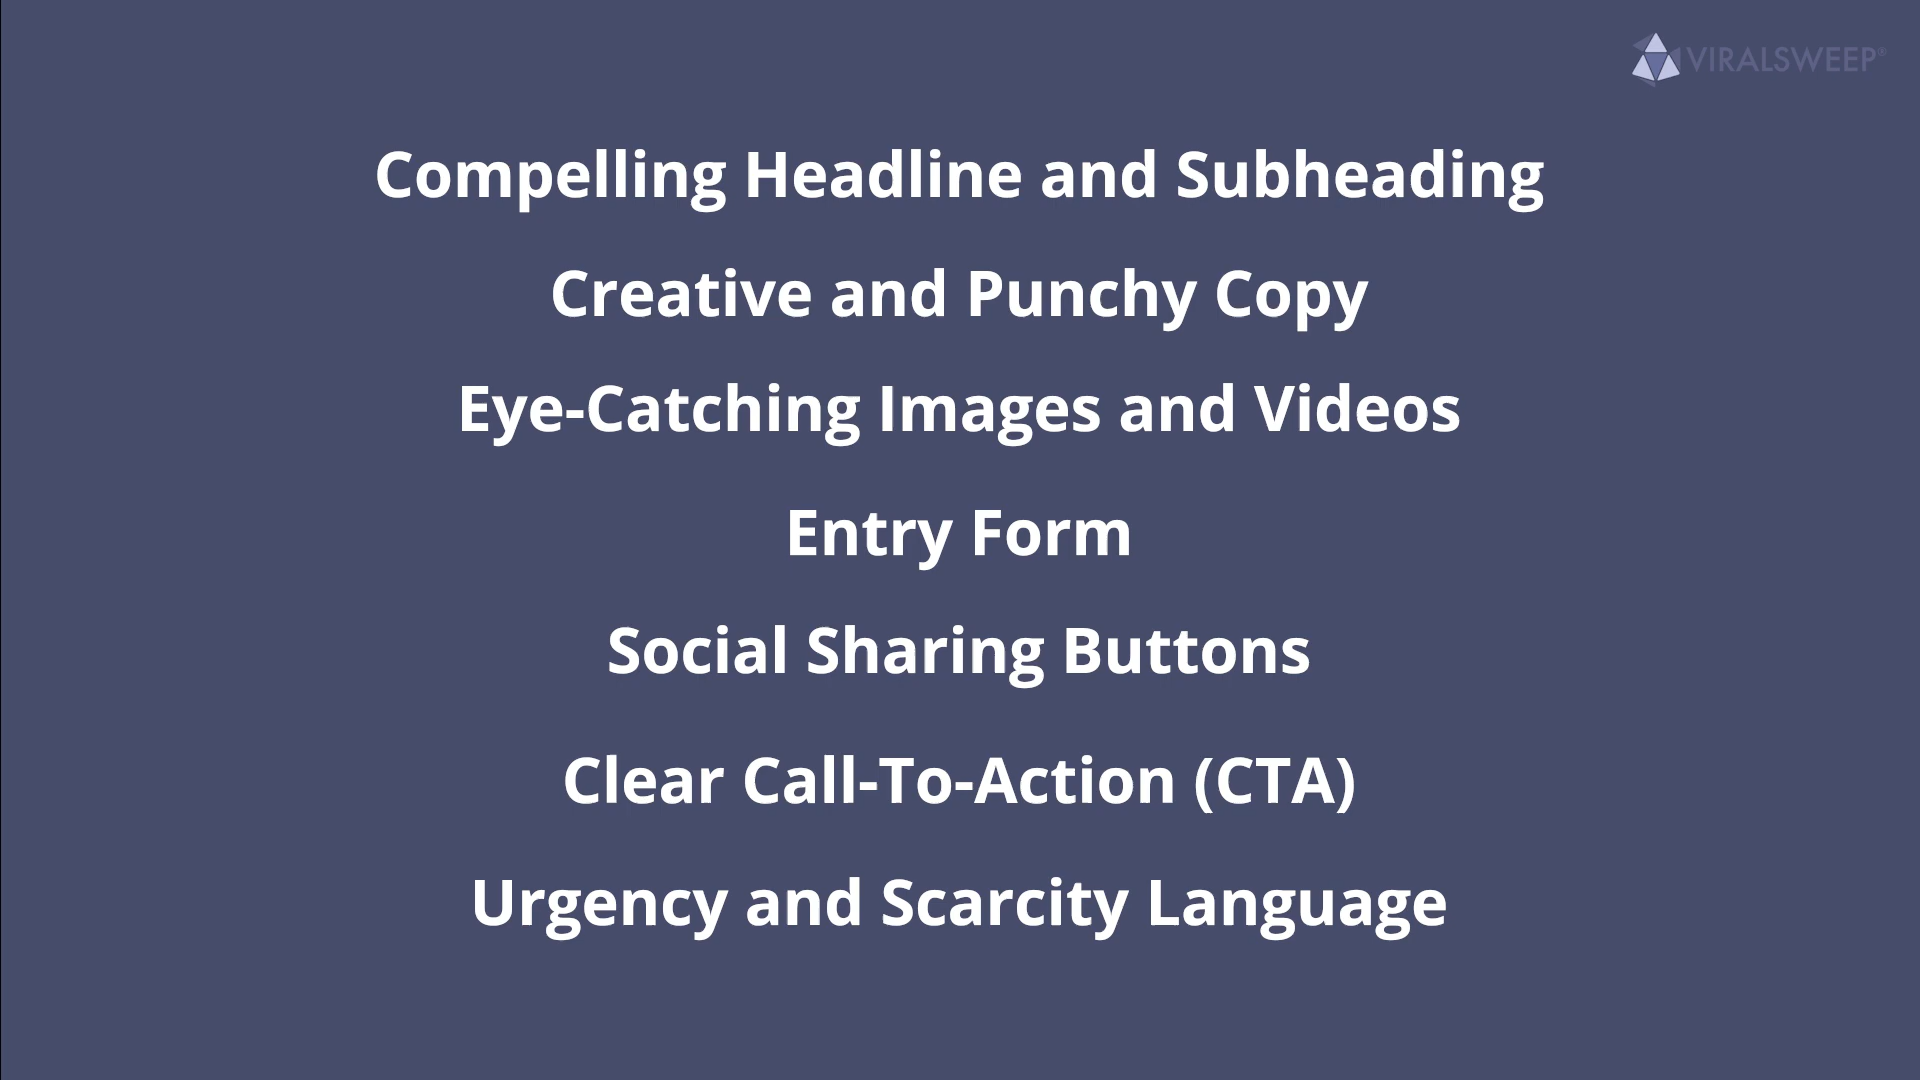 VIRALSWEEP®
Compelling Headline and Subheading
Creative and Punchy Copy
Eye-Catching Images and Videos
Entry Form
Social Sharing Buttons
Clear Call-To-Action (CTA)
Urgency and Scarcity Language